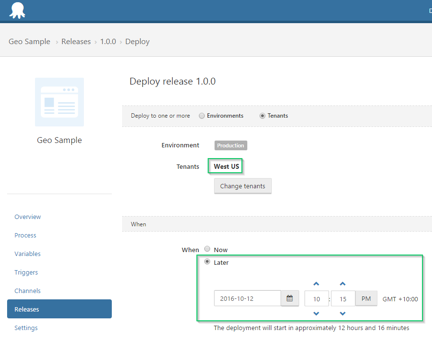 Geo Sample › Releases › 1.0.0 › Deploy
Geo Sample
Overview
Process
Variables
Triggers
Channels
Releases
Settings
Deploy release 1.0.0
Deploy to one or more Environments Tenants
Environment Production
Tenants West US
Change tenants
When
When Now
Later
2016-10-12 10 : 15 PM GMT +10:00
The deployment will start in approximately 12 hours and 16 minutes